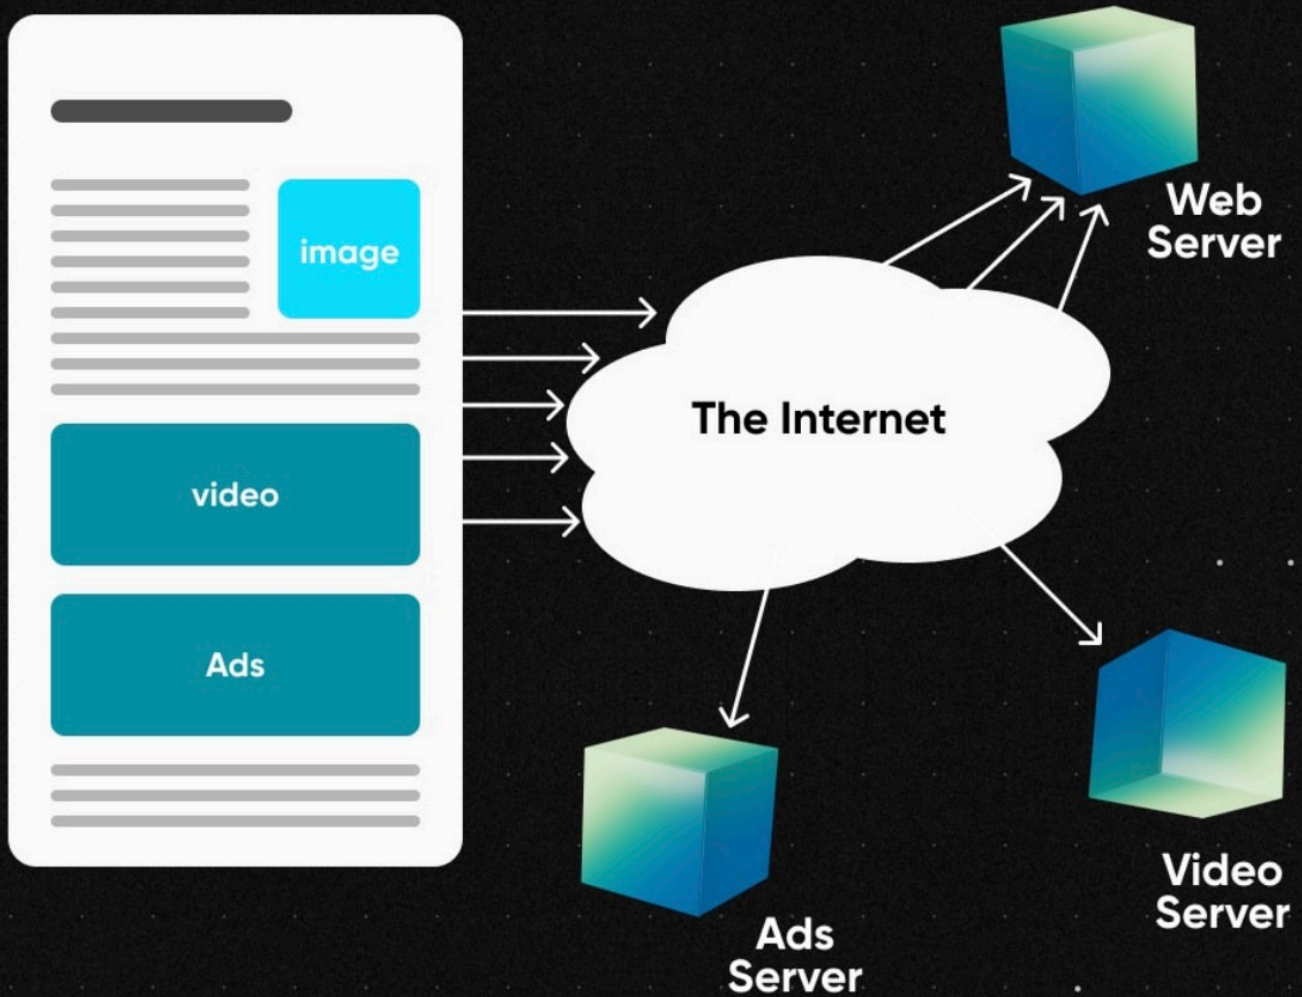 image
video
Ads
The Internet
Web
Server
Video
Server
Ads
Server